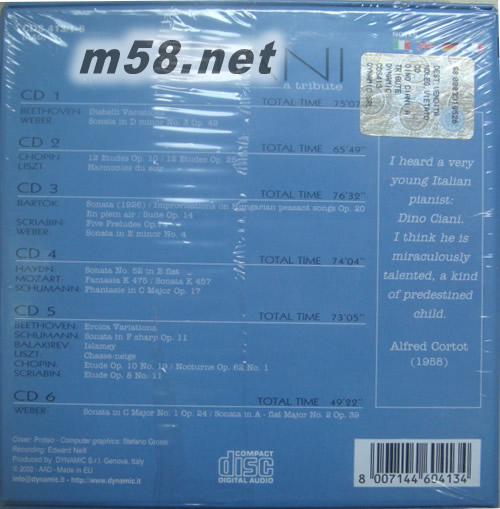 m58.net
ANI
a tribute
CD 1 TOTAL TIME 75'07"
BEETHOVEN: Diabelli Variations
WEBER: Sonata in D minor No. 3 Op. 49
CD 2 TOTAL TIME 65'49"
CHOPIN: 12 Etudes Op. 10 / 12 Etudes Op. 25
LISZT: Harmonies du soir
CD 3 TOTAL TIME 76'32"
BARTOK: Sonata (1926) / Improvisations on Hungarian peasant songs Op. 20
En plein air / Suite Op. 14
SCRIABIN: Five Preludes Op.
WEBER: Sonata in E minor No. 4
CD 4 TOTAL TIME 74'04"
HAYDN: Sonata No. 52 in E flat
MOZART: Fantasia K 475 / Sonata K 457
SCHUMANN: Phantasie in C Major Op. 17
CD 5 TOTAL TIME 73'05"
BEETHOVEN: Eroica Variations
SCHUMANN: Sonata in F sharp Op. 11
BALAKIREV: Islamey
LISZT: Chasse-neige
CHOPIN: Etude Op. 10 No. / Nocturne Op. 62 No. 1
SCRIABIN: Etude Op. 8 No. 11
CD 6 TOTAL TIME 49'22"
WEBER: Sonata in C Major No. 1 Op. 24 / Sonata in A - flat Major No. 2 Op. 39
I heard a very
young Italian
pianist:
Dino Ciani.
I think he is
miraculously
talented, a kind
of predestined
child.
Alfred Cortot
(1958)
Cover: Proteo - Computer graphics: Stefano Grossi
Recording: Edward Neill
Produced by DYNAMIC S.r.l. Genova, Italy
© 2002 - AAD - Made in EU
info@dynamic.it - http://www.dynamic.it
COMPACT
disc
DIGITAL AUDIO
8 007144 604134